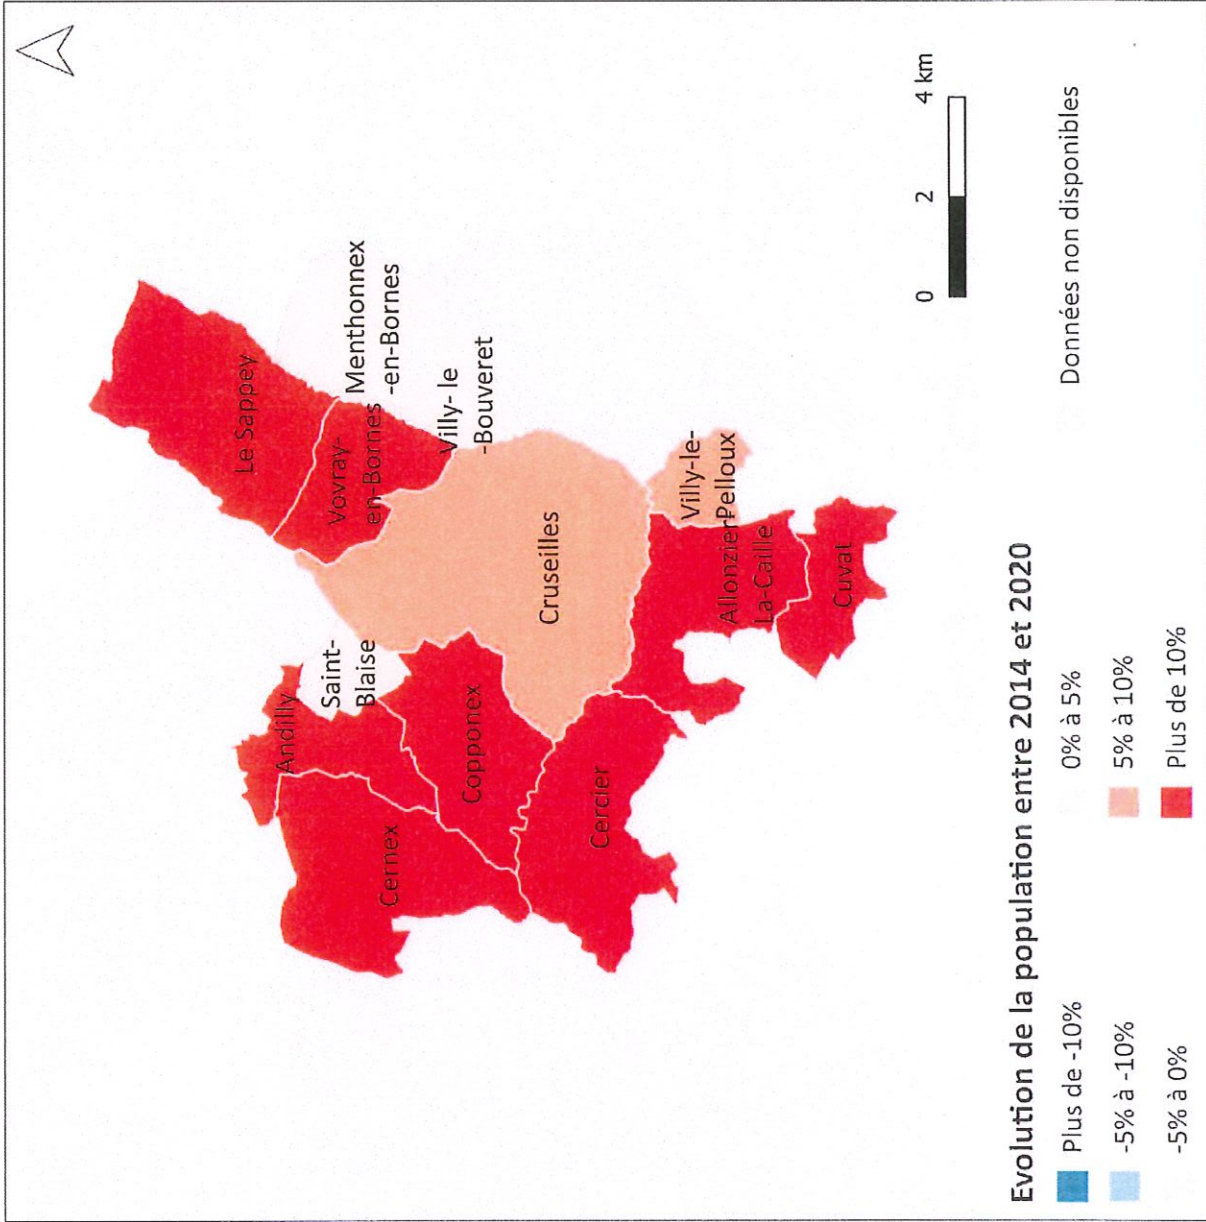 Le Sappey
Vovray-
en-Bornes
Menthonnex
-en-Bornes
Andilly
Saint-
Blaise
Villy- le
-Bouveret
Cernex
Copponex
Cruseilles
Cercier
Villy-le-
Pelloux
Allonzier-
La-Caille
Cuvat
0
2
4 km
Evolution de la population entre 2014 et 2020
Plus de -10%
-5% à -10%
-5% à 0%
0% à 5%
5% à 10%
Plus de 10%
Données non disponibles